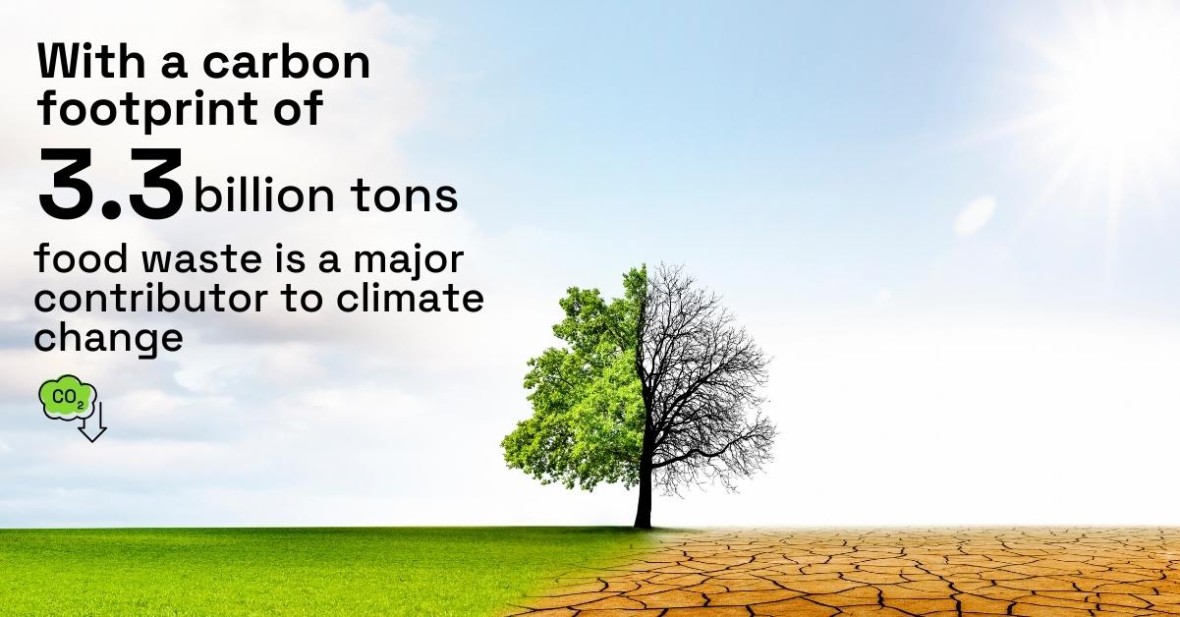 With a carbon
footprint of
3.3 billion tons
food waste is a major
contributor to climate
change
CO₂